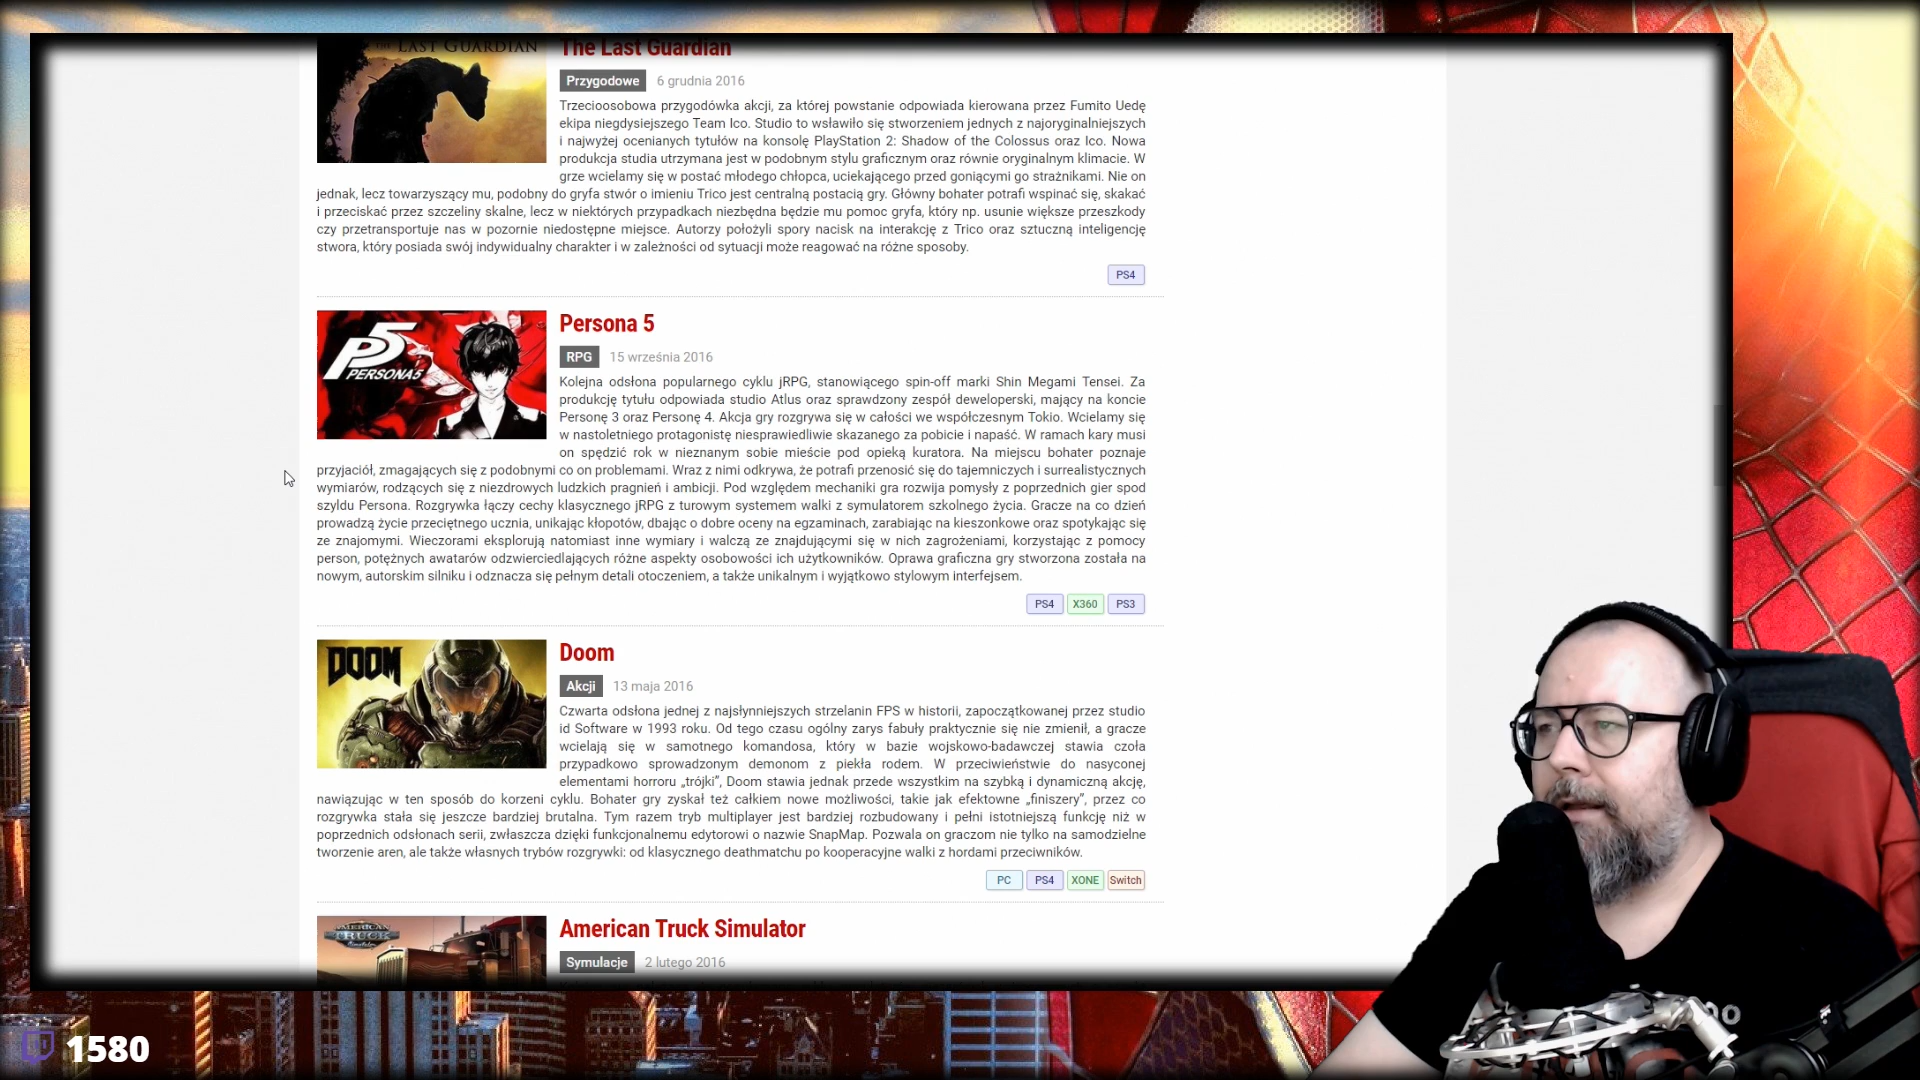 THE LAST GUARDIAN
The Last Guardian
Przygodowe 6 grudnia 2016
Trzecioosobowa przygodówka akcji, za której powstanie odpowiada kierowana przez Fumito Uedę
ekipa niegdysiejszego Team Ico. Studio to wsławiło się stworzeniem jednych z najoryginalniejszych
i najwyżej ocenianych tytułów na konsolę PlayStation 2: Shadow of the Colossus oraz Ico. Nowa
produkcja studia utrzymana jest w podobnym stylu graficznym oraz równie oryginalnym klimacie. W
grze wcielamy się w postać młodego chłopca, uciekającego przed goniącymi go strażnikami. Nie on
jednak, lecz towarzyszący mu, podobny do gryfa stwór o imieniu Trico jest centralną postacią gry. Główny bohater potrafi wspinać się, skakać
i przeciskać przez szczeliny skalne, lecz w niektórych przypadkach niezbędna będzie mu pomoc gryfa, który np. usunie większe przeszkody
czy przetransportuje nas w pozornie niedostępne miejsce. Autorzy położyli spory nacisk na interakcję z Trico oraz sztuczną inteligencję
stwora, który posiada swój indywidualny charakter i w zależności od sytuacji może reagować na różne sposoby.
PS4
P5
PERSONA5
Persona 5
RPG 15 września 2016
Kolejna odsłona popularnego cyklu jRPG, stanowiącego spin-off marki Shin Megami Tensei. Za
produkcję tytułu odpowiada studio Atlus oraz sprawdzony zespół deweloperski, mający na koncie
Personę 3 oraz Personę 4. Akcja gry rozgrywa się w całości we współczesnym Tokio. Wcielamy się
w nastoletniego protagonistę niesprawiedliwie skazanego za pobicie i napaść. W ramach kary musi
on spędzić rok w nieznanym sobie mieście pod opieką kuratora. Na miejscu bohater poznaje
przyjaciół, zmagających się z podobnymi co on problemami. Wraz z nimi odkrywa, że potrafi przenosić się do tajemniczych i surrealistycznych
wymiarów, rodzących się z niezdrowych ludzkich pragnień i ambicji. Pod względem mechaniki gra rozwija pomysły z poprzednich gier spod
szyldu Persona. Rozgrywka łączy cechy klasycznego jRPG z turowym systemem walki z symulatorem szkolnego życia. Gracze na co dzień
prowadzą życie przeciętnego ucznia, unikając kłopotów, dbając o dobre oceny na egzaminach, zarabiając na kieszonkowe oraz spotykając się
ze znajomymi. Wieczorami eksplorują natomiast inne wymiary i walczą ze znajdującymi się w nich zagrożeniami, korzystając z pomocy
person, potężnych awatarów odzwierciedlających różne aspekty osobowości ich użytkowników. Oprawa graficzna gry stworzona została na
nowym, autorskim silniku i odznacza się pełnym detali otoczeniem, a także unikalnym i wyjątkowo stylowym interfejsem.
PS4 X360 PS3
DOOM
Doom
Akcji 13 maja 2016
Czwarta odsłona jednej z najsłynniejszych strzelanin FPS w historii, zapoczątkowanej przez studio
id Software w 1993 roku. Od tego czasu ogólny zarys fabuły praktycznie się nie zmienił, a gracze
wcielają się w samotnego komandosa, który w bazie wojskowo-badawczej stawia czoła
przypadkowo sprowadzonym demonom z piekła rodem. W przeciwieństwie do nasyconej
elementami horroru „trójki”, Doom stawia jednak przede wszystkim na szybką i dynamiczną akcję,
nawiązując w ten sposób do korzeni cyklu. Bohater gry zyskał też całkiem nowe możliwości, takie jak efektowne „finiszery”, przez co
rozgrywka stała się jeszcze bardziej brutalna. Tym razem tryb multiplayer jest bardziej rozbudowany i pełni istotniejszą funkcję niż w
poprzednich odsłonach serii, zwłaszcza dzięki funkcjonalnemu edytorowi o nazwie SnapMap. Pozwala on graczom nie tylko na samodzielne
tworzenie aren, ale także własnych trybów rozgrywki: od klasycznego deathmatchu po kooperacyjne walki z hordami przeciwników.
PC PS4 XONE Switch
AMERICAN
TRUCK
Simulator
American Truck Simulator
Symulacje 2 lutego 2016
1580